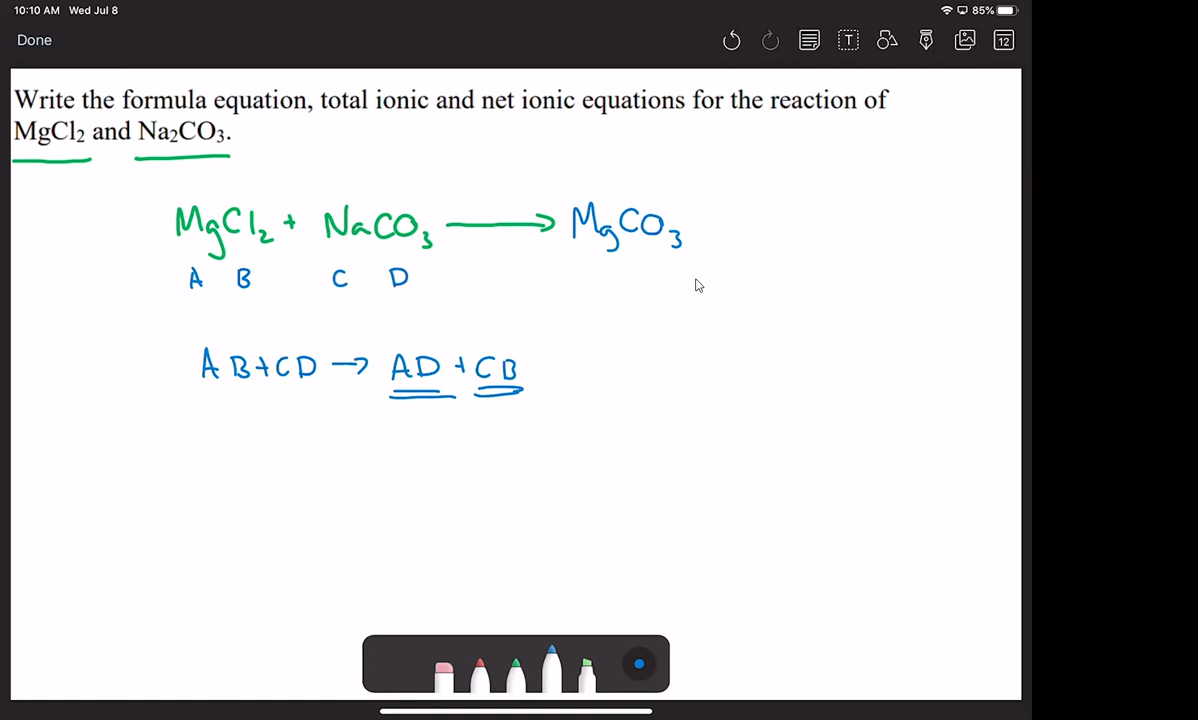 10:10 AM Wed Jul 8
85%
Done
T
12
Write the formula equation, total ionic and net ionic equations for the reaction of
MgCl₂ and Na₂CO₃.
MgCl₂ + NaCO₃ ⟶ MgCO₃
A B C D
AB+CD → AD + CB